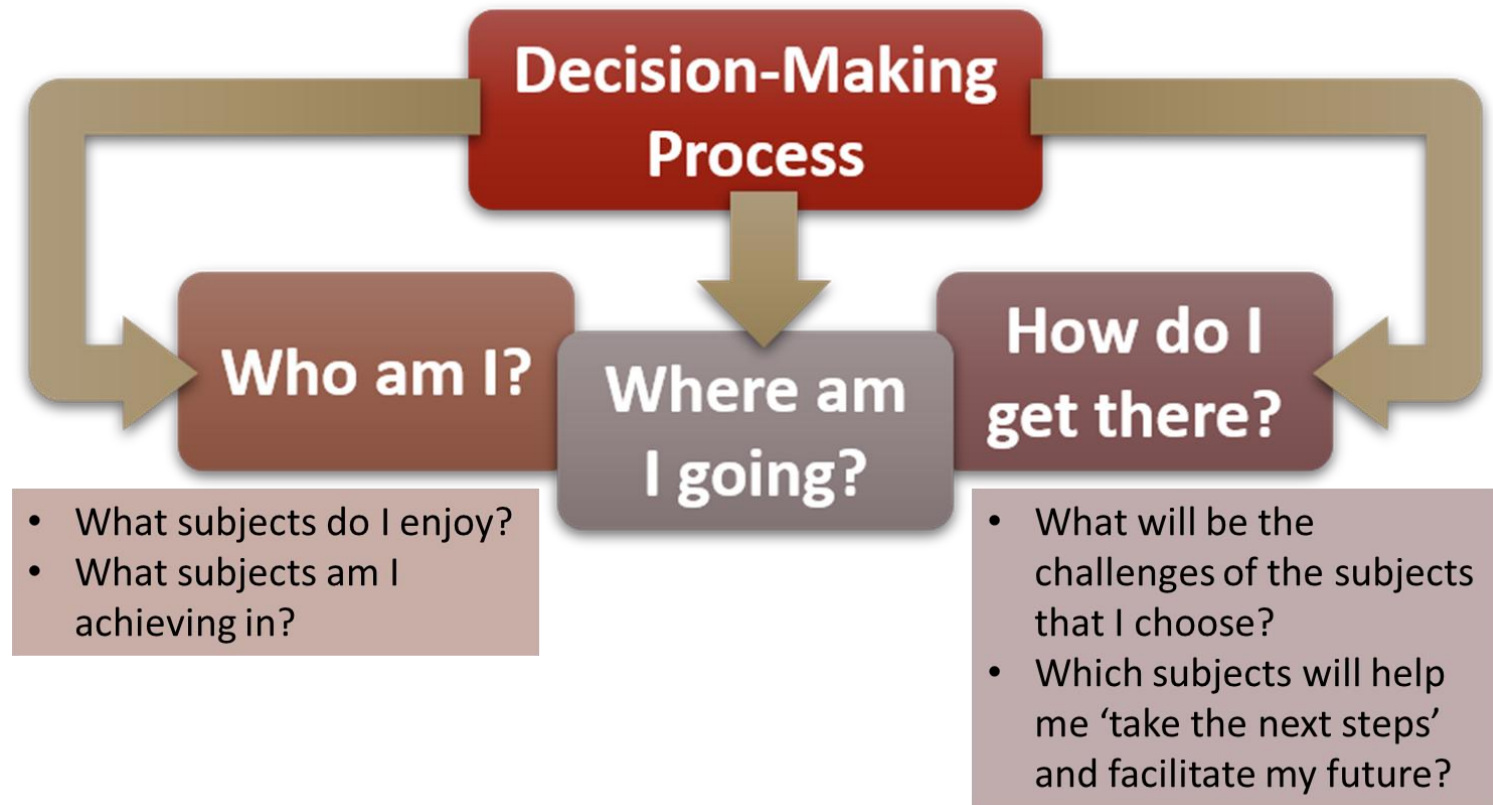 Decision-Making
Process
Who am I?
Where am
I going?
How do I
get there?
• What subjects do I enjoy?
• What subjects am I
achieving in?
• What will be the
challenges of the subjects
that I choose?
• Which subjects will help
me ‘take the next steps’
and facilitate my future?